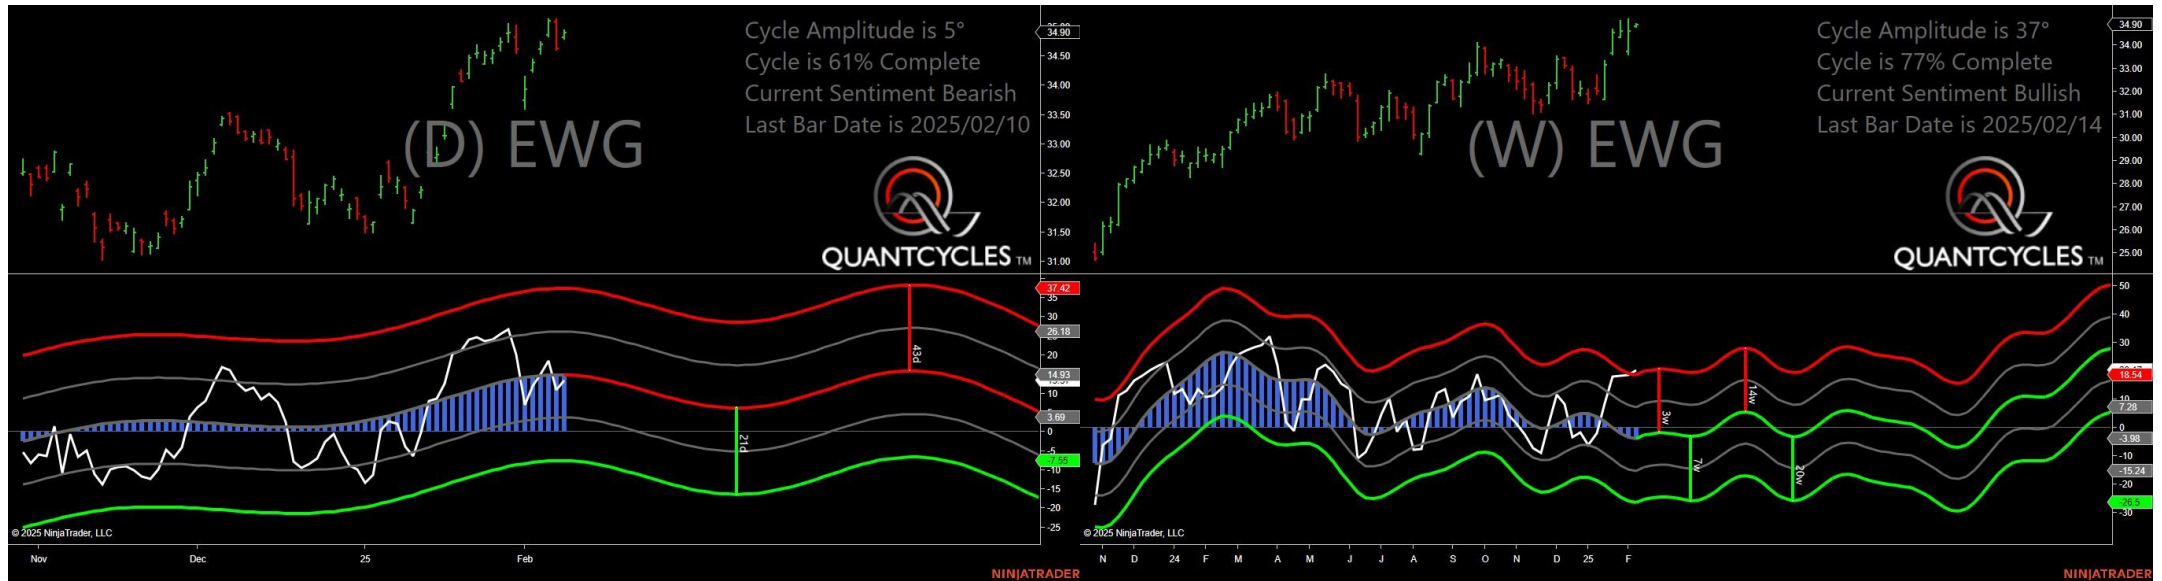 Cycle Amplitude is 5°
Cycle is 61% Complete
Current Sentiment Bearish
Last Bar Date is 2025/02/10
(D) EWG
QUANTCYCLES TM
34.90
34.50
34.00
33.50
33.00
32.50
32.00
31.50
31.00
37.42
35
30
26.18
20
14.93
10
5
3.69
0
-5
-7.55
-10
-15
-20
-25
43d
21d
© 2025 NinjaTrader, LLC
Nov Dec 25 Feb
NINJATRADER
Cycle Amplitude is 37°
Cycle is 77% Complete
Current Sentiment Bullish
Last Bar Date is 2025/02/14
(W) EWG
QUANTCYCLES TM
34.90
34.00
33.00
32.00
31.00
30.00
29.00
28.00
27.00
26.00
25.00
50
40
30
18.54
10
7.28
0
-3.98
-10
-15.24
-20
-26.5
-30
3w
14w
7w
20w
© 2025 NinjaTrader, LLC
N D 24 F M A M J J A S O N D 25 F
NINJATRADER